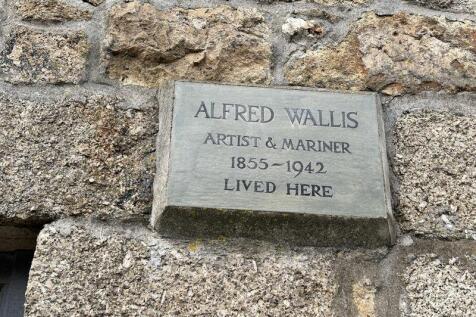 ALFRED WALLIS
ARTIST & MARINER
1855-1942
LIVED HERE